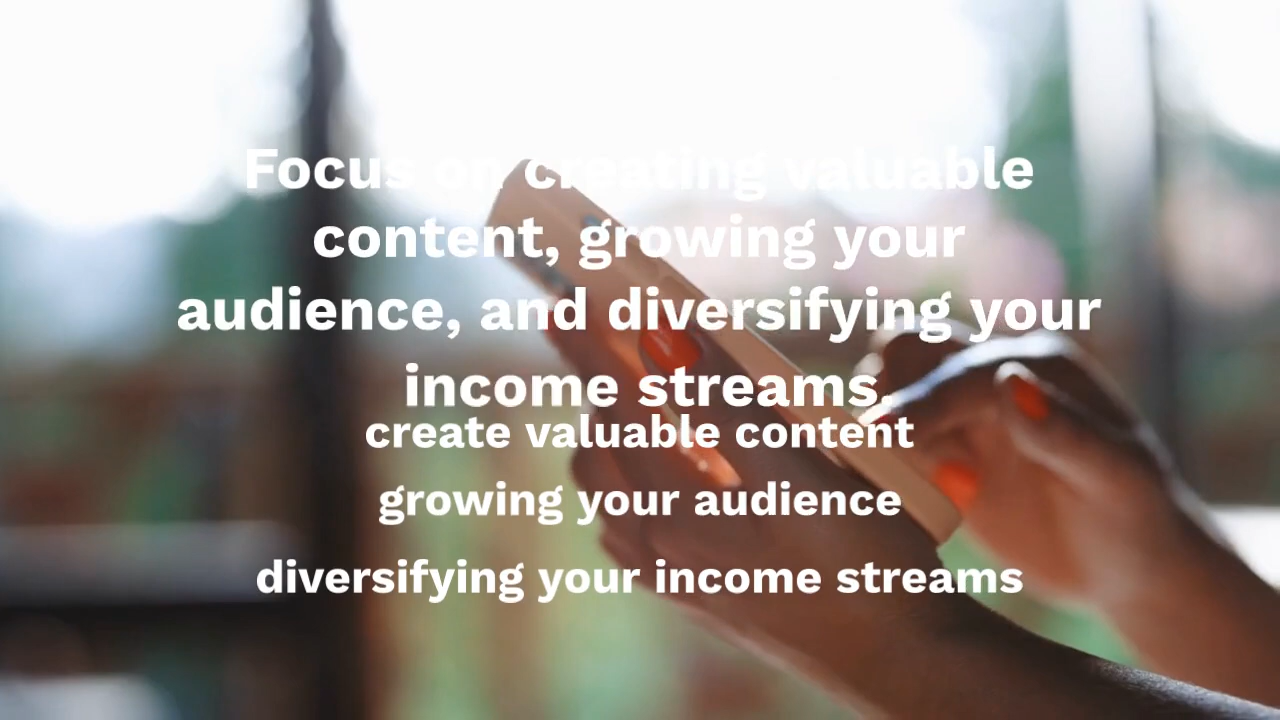 Focus on creating valuable
content, growing your
audience, and diversifying your
income streams.
create valuable content
growing your audience
diversifying your income streams